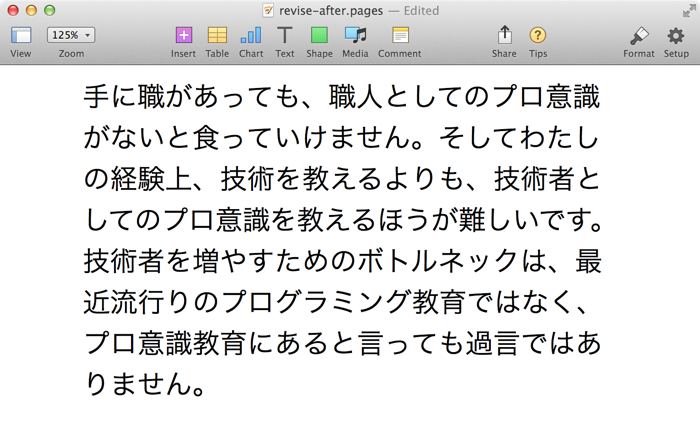 revise-after.pages — Edited
125%
View Zoom Insert Table Chart Text Shape Media Comment Share Tips Format Setup
手に職があっても、職人としてのプロ意識
がないと食っていけません。そしてわたし
の経験上、技術を教えるよりも、技術者と
してのプロ意識を教えるほうが難しいです。
技術者を増やすためのボトルネックは、最
近流行りのプログラミング教育ではなく、
プロ意識教育にあると言っても過言ではあ
りません。